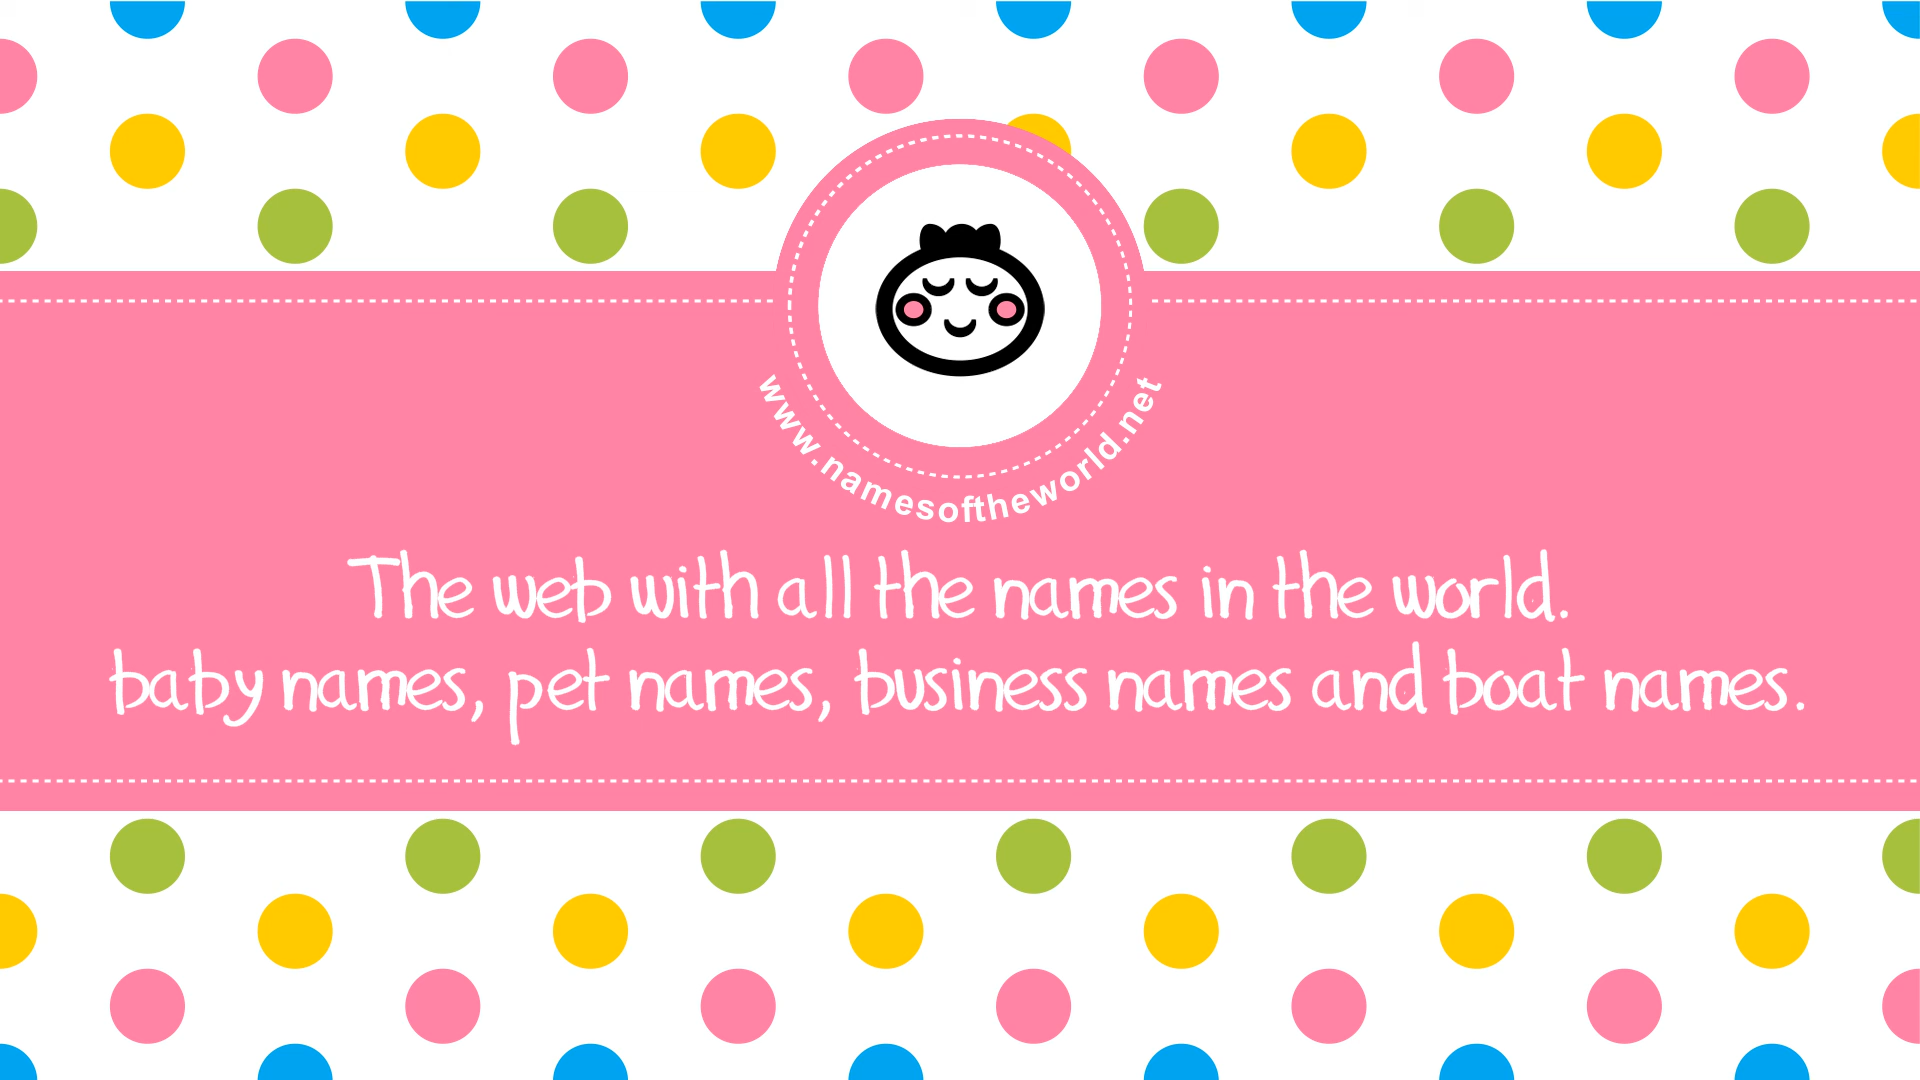 www.namesoftheworld.net
The web with all the names in the world.
baby names, pet names, business names and boat names.